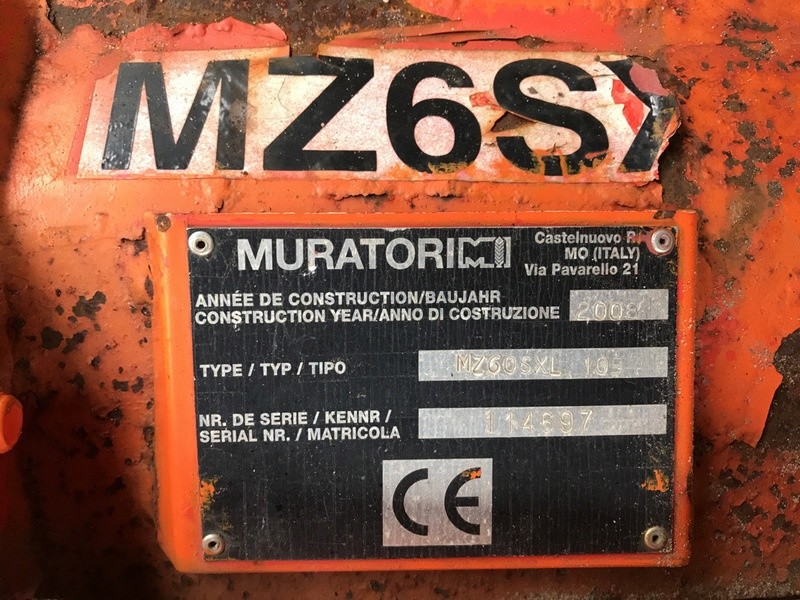 MZ6SX
MURATORI
Castelnuovo R.
MO (ITALY)
Via Pavarello 21
ANNÉE DE CONSTRUCTION/BAUJAHR
CONSTRUCTION YEAR/ANNO DI COSTRUZIONE 2008
TYPE / TYP / TIPO MZ60SXL
NR. DE SERIE / KENNR /
SERIAL NR. / MATRICOLA 114697
CE